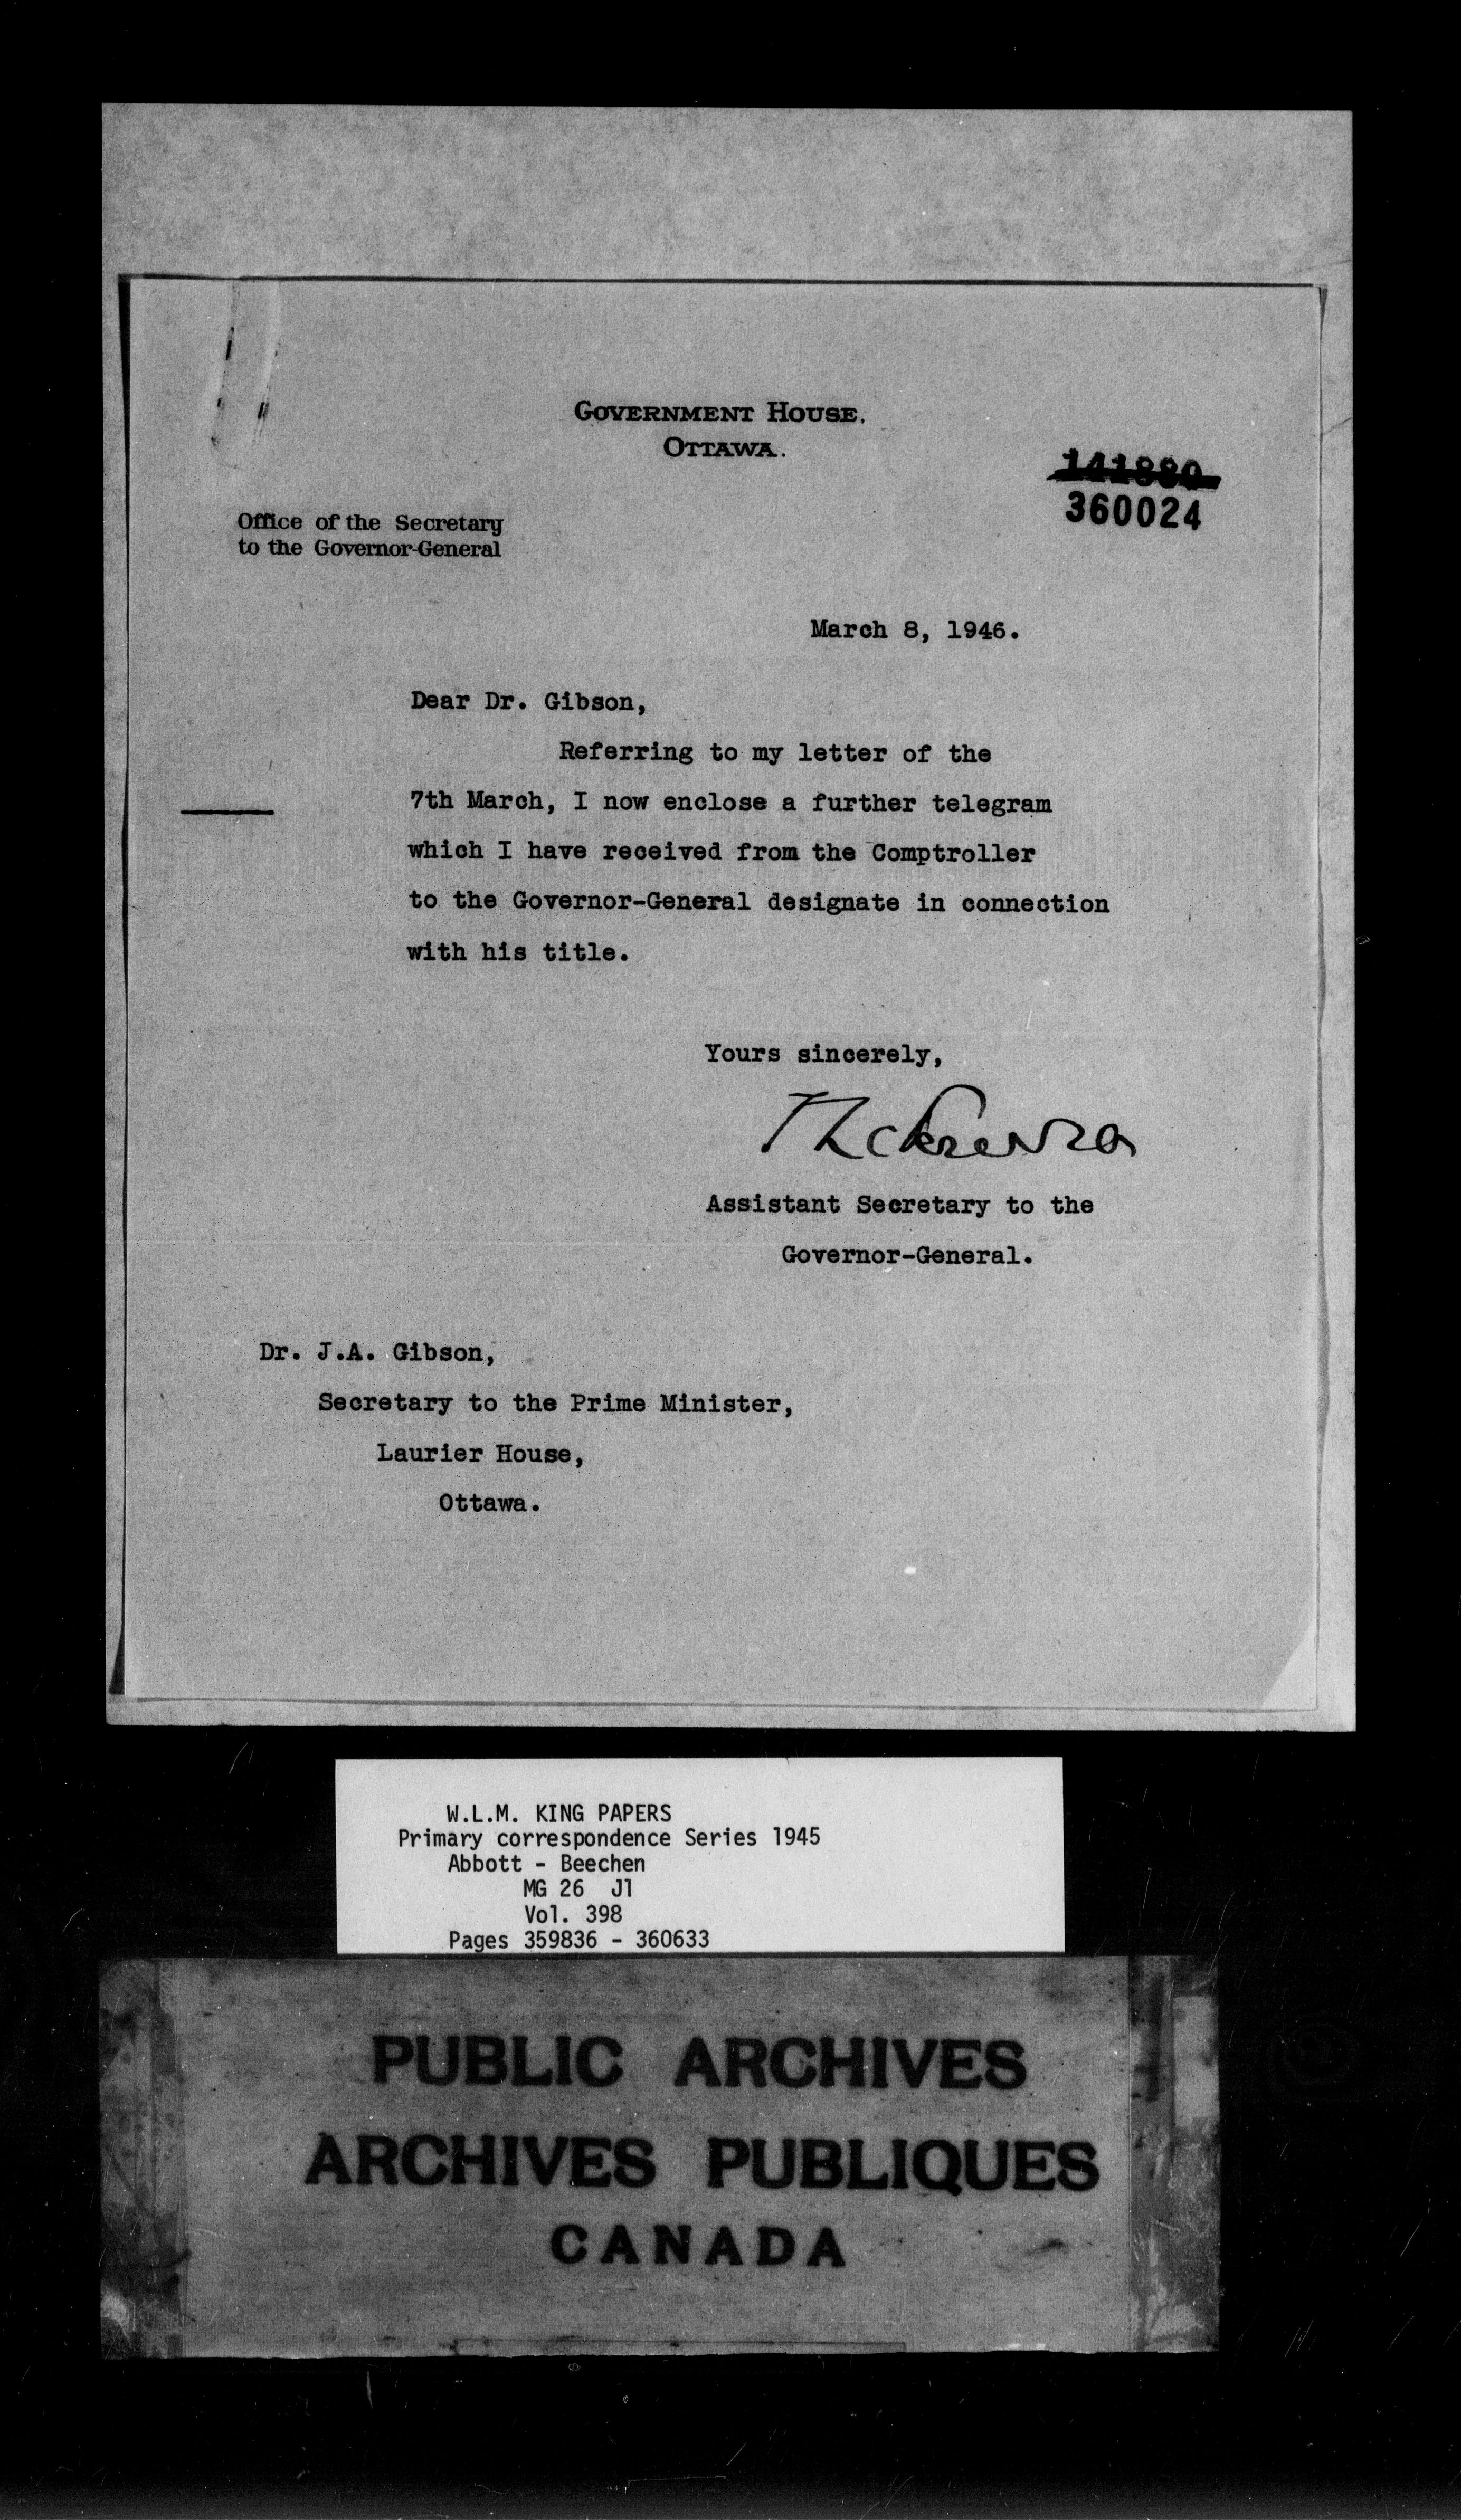 GOVERNMENT HOUSE.
OTTAWA.
141880
360024
Office of the Secretary
to the Governor-General
March 8, 1946.
Dear Dr. Gibson,
Referring to my letter of the
7th March, I now enclose a further telegram
which I have received from the Comptroller
to the Governor-General designate in connection
with his title.
Yours sincerely,
Assistant Secretary to the
Governor-General.
Dr. J.A. Gibson,
Secretary to the Prime Minister,
Laurier House,
Ottawa.
W.L.M. KING PAPERS
Primary correspondence Series 1945
Abbott - Beechen
MG 26 J1
Vol. 398
Pages 359836 - 360633
PUBLIC ARCHIVES
ARCHIVES PUBLIQUES
CANADA